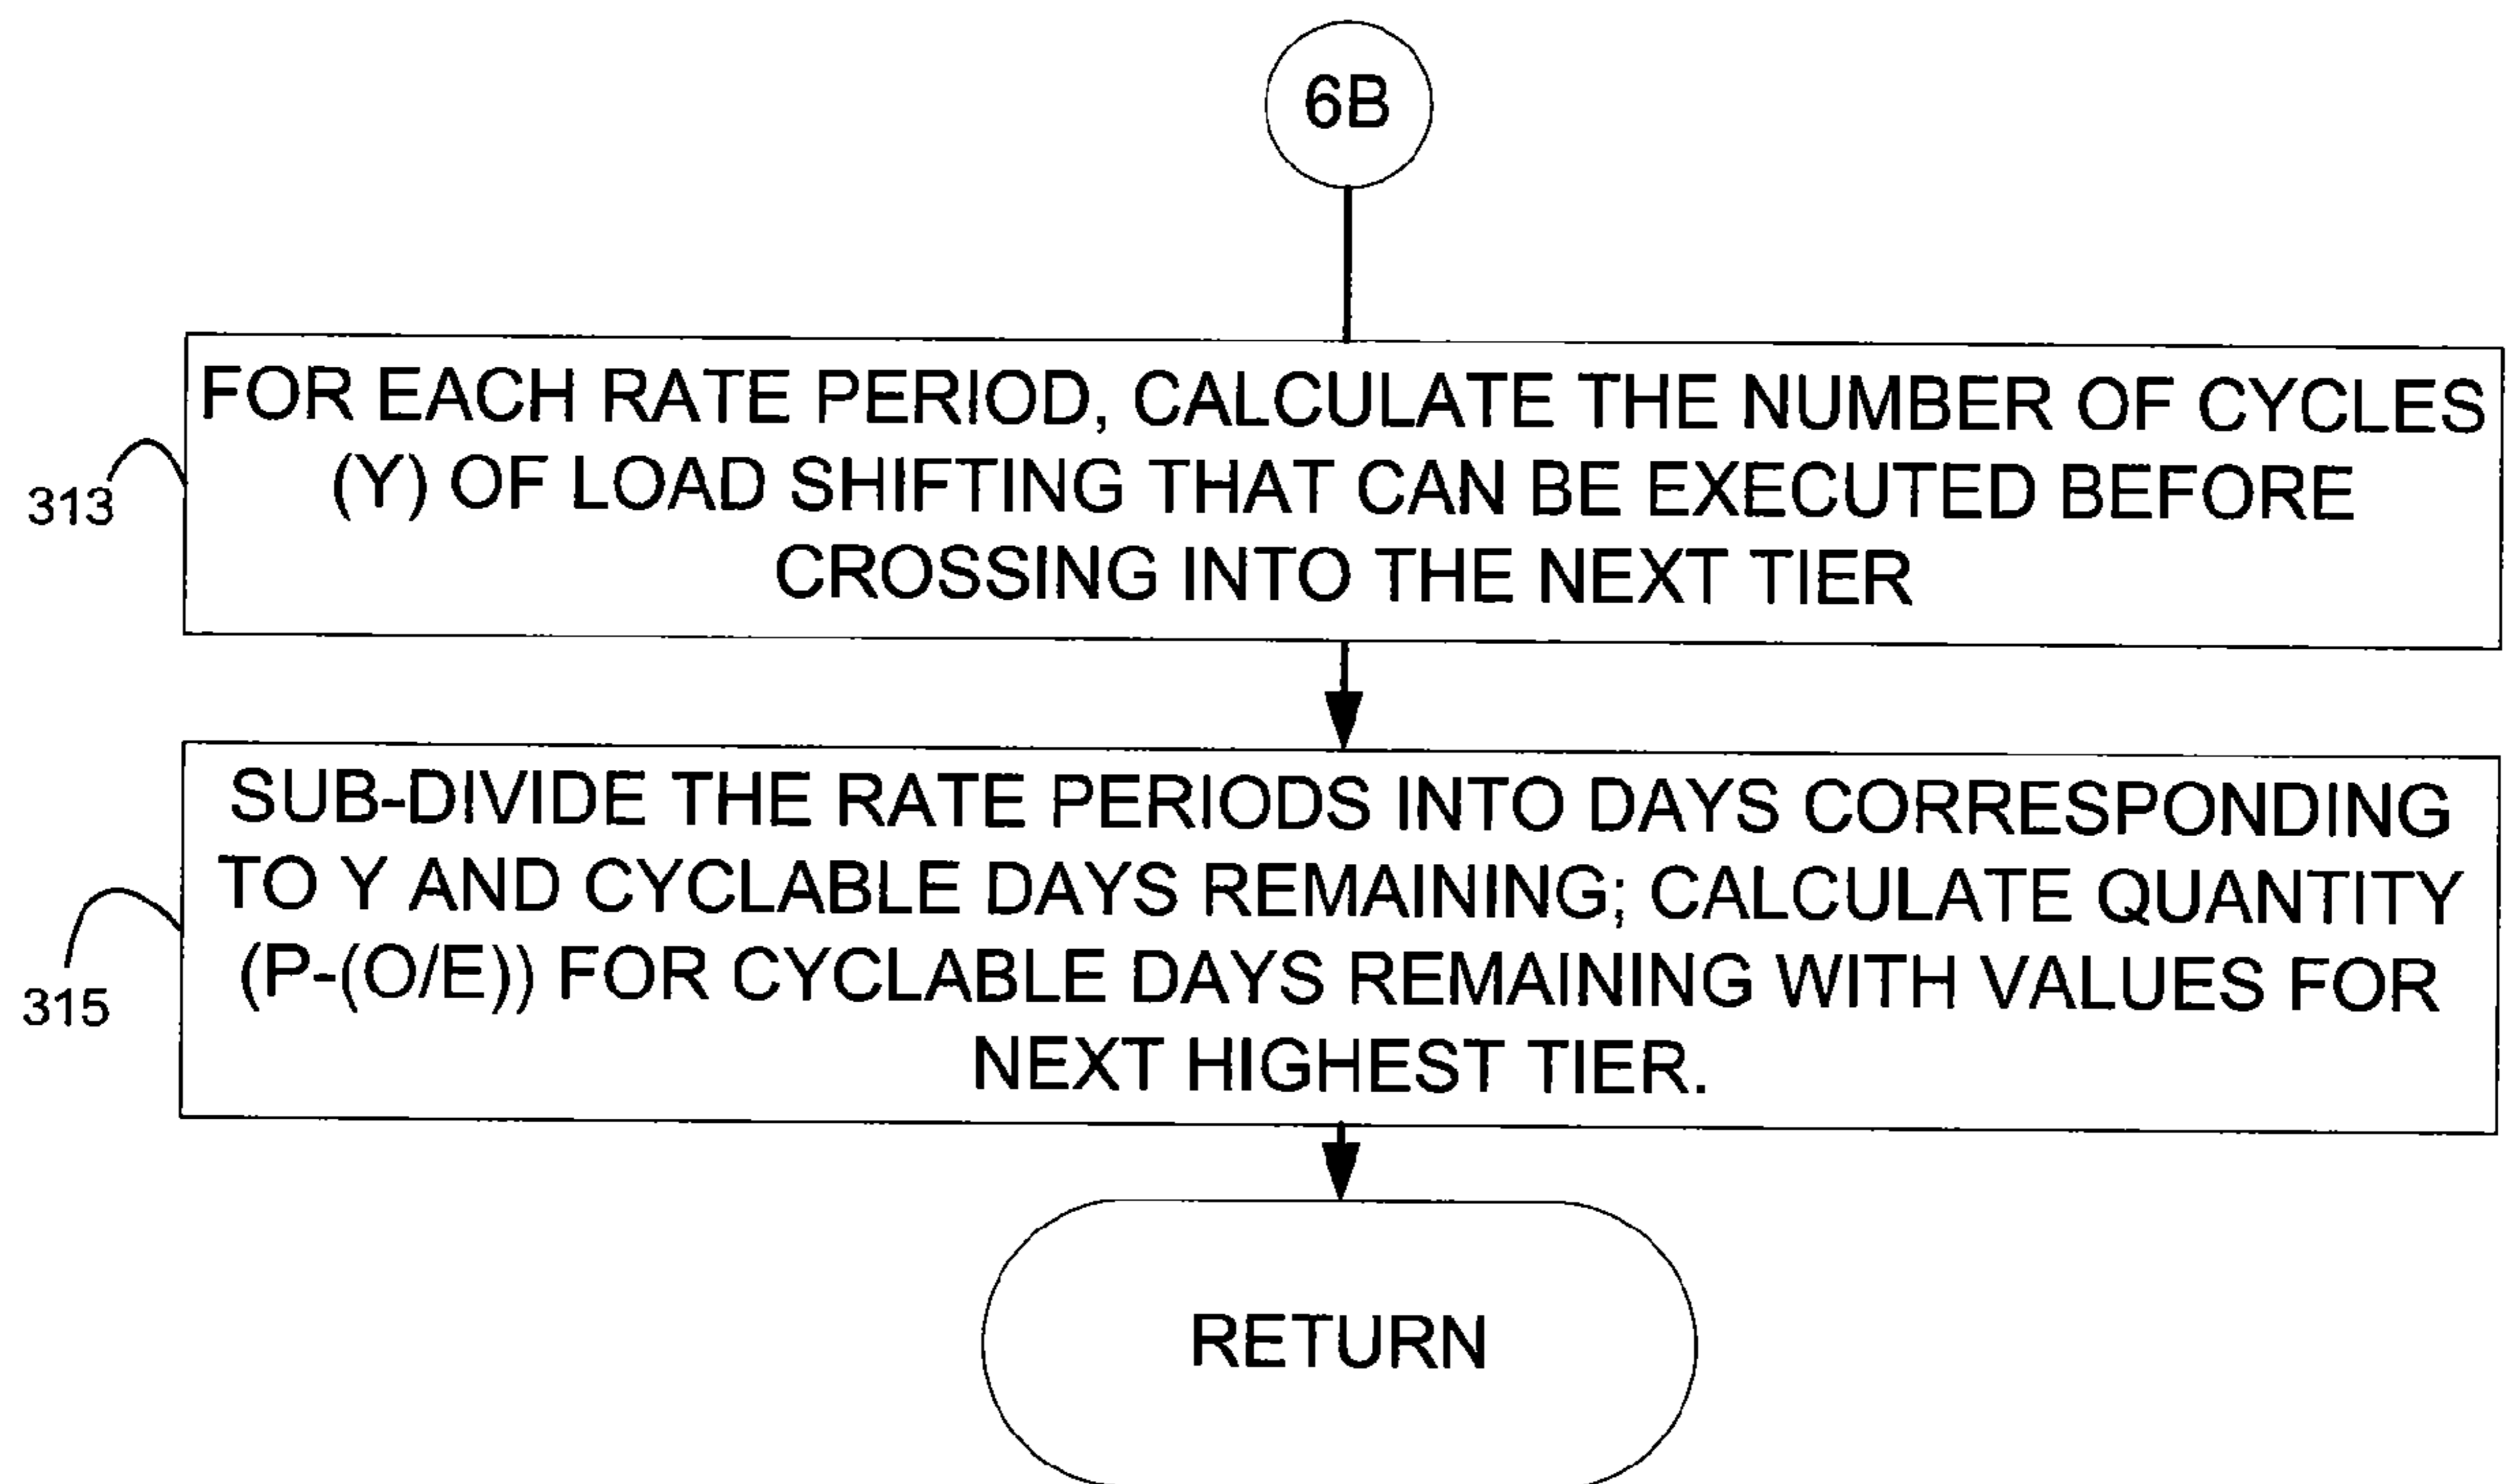 6B
FOR EACH RATE PERIOD, CALCULATE THE NUMBER OF CYCLES
(Y) OF LOAD SHIFTING THAT CAN BE EXECUTED BEFORE
CROSSING INTO THE NEXT TIER
313
SUB-DIVIDE THE RATE PERIODS INTO DAYS CORRESPONDING
TO Y AND CYCLABLE DAYS REMAINING; CALCULATE QUANTITY
(P-(O/E)) FOR CYCLABLE DAYS REMAINING WITH VALUES FOR
NEXT HIGHEST TIER.
315
RETURN